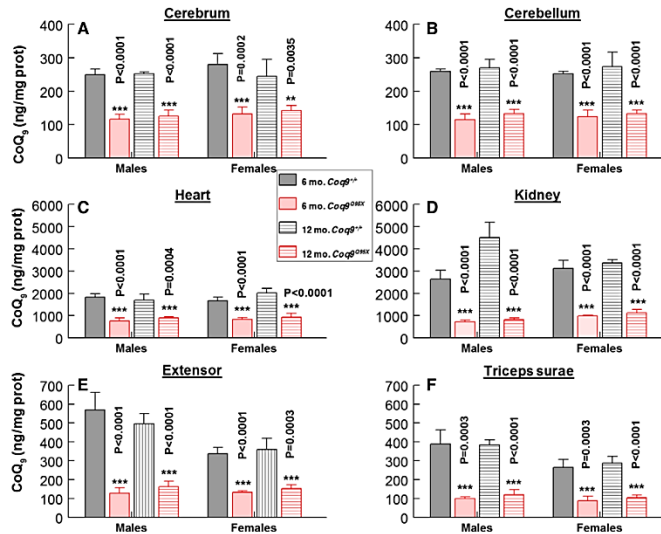 A
Cerebrum
CoQ9 (ng/mg prot)
400
300
200
100
0
P<0.0001
P<0.0001
P=0.0002
P=0.0035
***
***
***
**
Males
Females
B
Cerebellum
400
300
200
100
0
P<0.0001
P<0.0001
P<0.0001
P<0.0001
***
***
***
***
Males
Females
6 mo. Coq9+/+
6 mo. Coq9Q95X
12 mo. Coq9+/+
12 mo. Coq9Q95X
C
Heart
CoQ9 (ng/mg prot)
6000
5000
4000
3000
2000
1000
0
P<0.0001
P=0.0004
P<0.0001
P<0.0001
***
***
***
***
Males
Females
D
Kidney
6000
5000
4000
3000
2000
1000
0
P<0.0001
P<0.0001
P<0.0001
P<0.0001
***
***
***
***
Males
Females
E
Extensor
CoQ9 (ng/mg prot)
700
600
500
400
300
200
100
0
P<0.0001
P<0.0001
P<0.0001
P=0.0003
***
***
***
***
Males
Females
F
Triceps surae
700
600
500
400
300
200
100
0
P=0.0003
P<0.0001
P=0.0003
P<0.0001
***
***
***
***
Males
Females